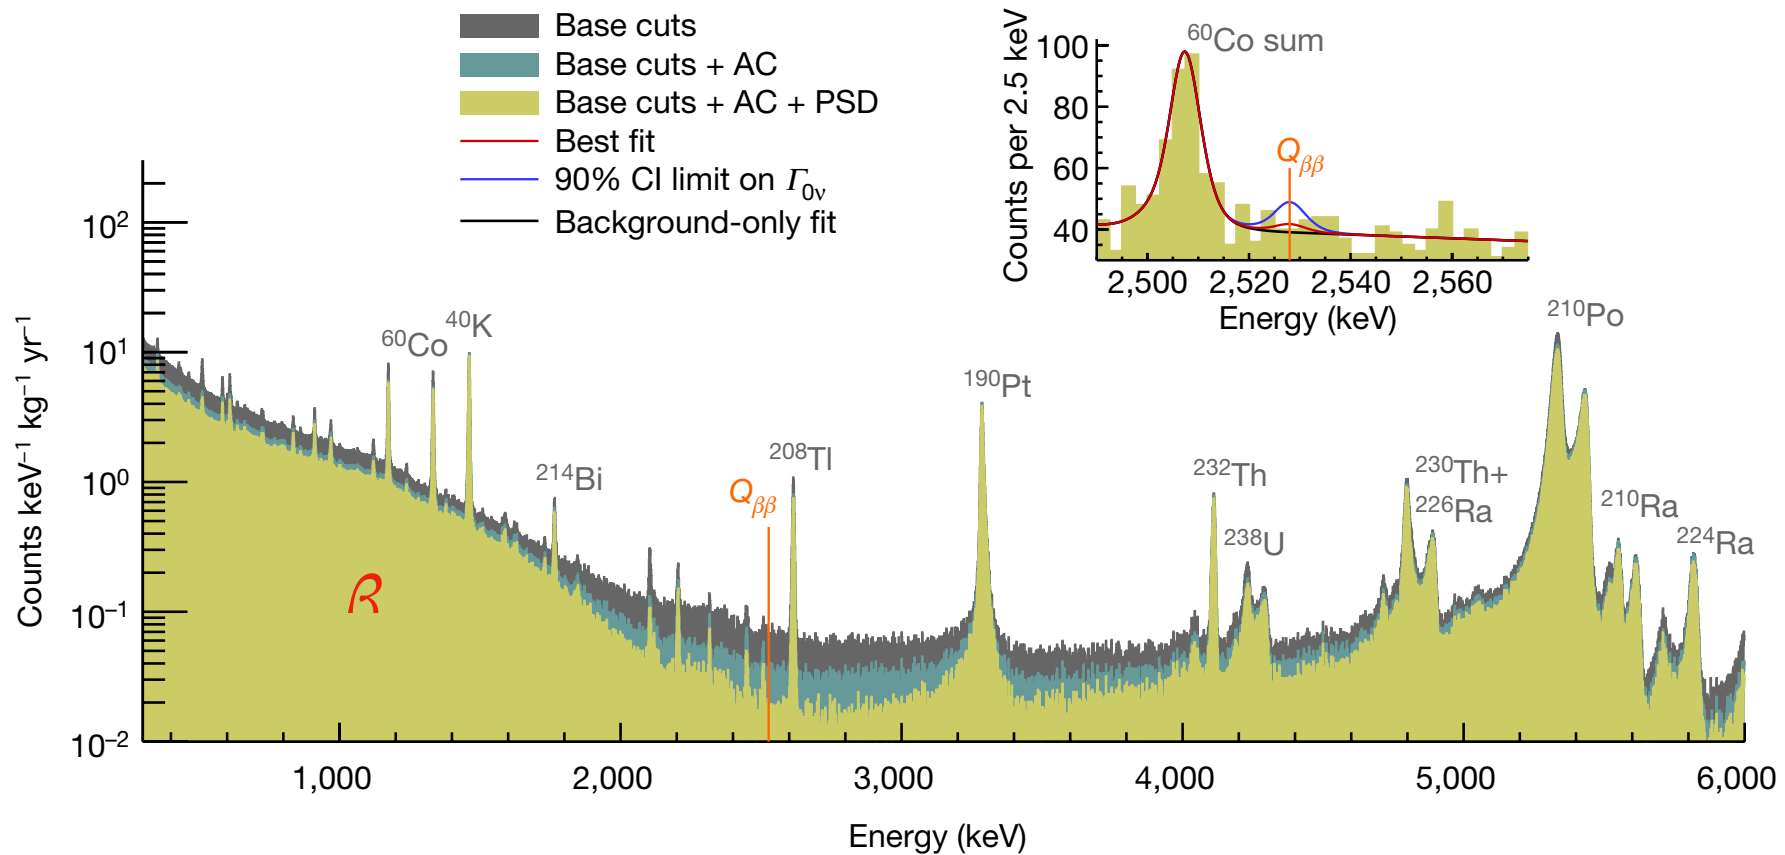 Base cuts
Base cuts + AC
Base cuts + AC + PSD
Best fit
90% CI limit on Γ0ν
Background-only fit
Counts per 2.5 keV
100
80
60
40
60Co sum
Qββ
2,500 2,520 2,540 2,560
Energy (keV)
Counts keV–1 kg–1 yr–1
10²
10¹
10⁰
10–1
10–2
60Co
40K
214Bi
Qββ
208Tl
190Pt
232Th
238U
230Th+
226Ra
210Po
210Ra
224Ra
ß
1,000 2,000 3,000 4,000 5,000 6,000
Energy (keV)